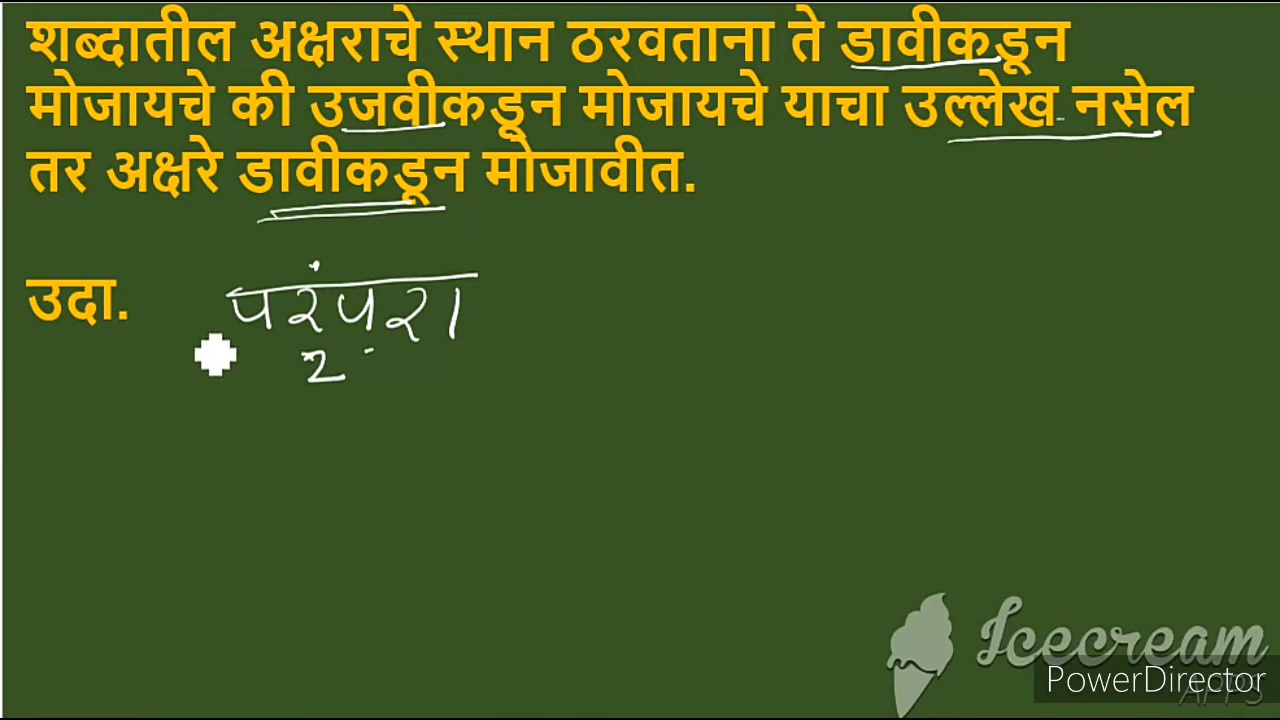 शब्दातील अक्षराचे स्थान ठरवताना ते डावीकडून
मोजायचे की उजवीकडून मोजायचे याचा उल्लेख नसेल
तर अक्षरे डावीकडून मोजावीत.
उदा. परंपरा
2
Icecream
APPS
PowerDirector